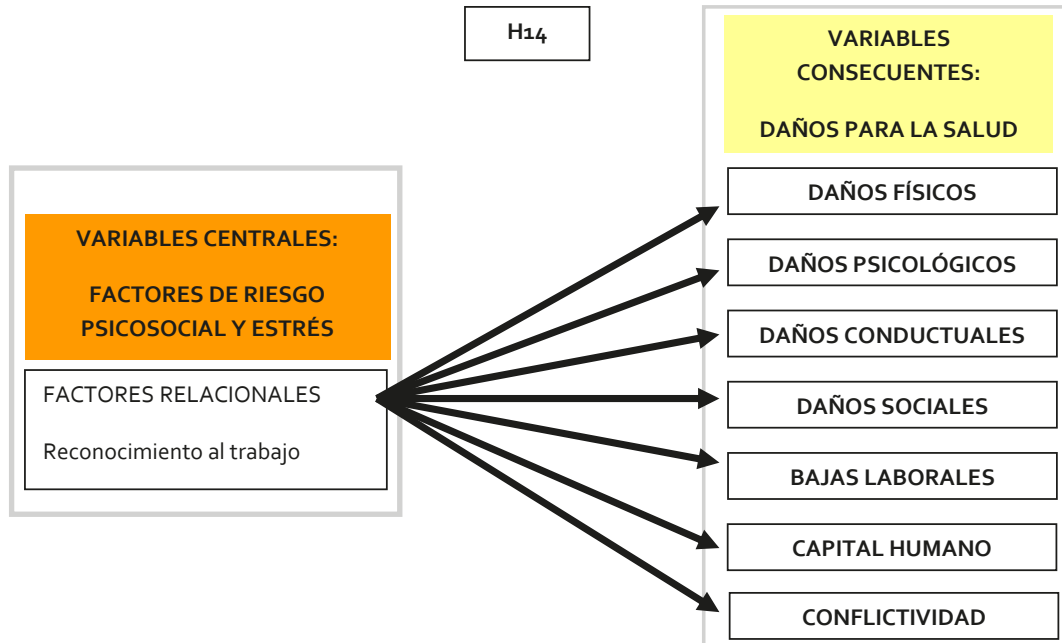 H14
VARIABLES
CONSECUENTES:
DAÑOS PARA LA SALUD
DAÑOS FÍSICOS
VARIABLES CENTRALES:
FACTORES DE RIESGO
PSICOSOCIAL Y ESTRÉS
FACTORES RELACIONALES
Reconocimiento al trabajo
DAÑOS PSICOLÓGICOS
DAÑOS CONDUCTUALES
DAÑOS SOCIALES
BAJAS LABORALES
CAPITAL HUMANO
CONFLICTIVIDAD